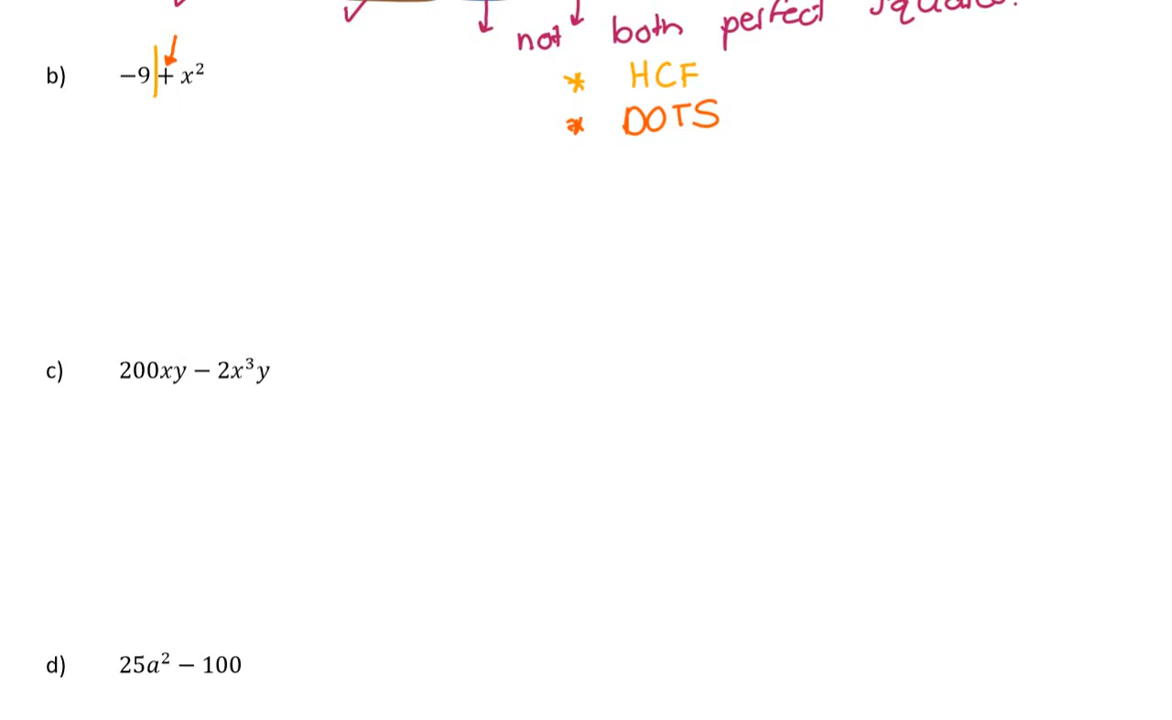 not both perfect
b) −9 + x²
* HCF
* DOTS
c) 200xy − 2x³y
d) 25a² − 100